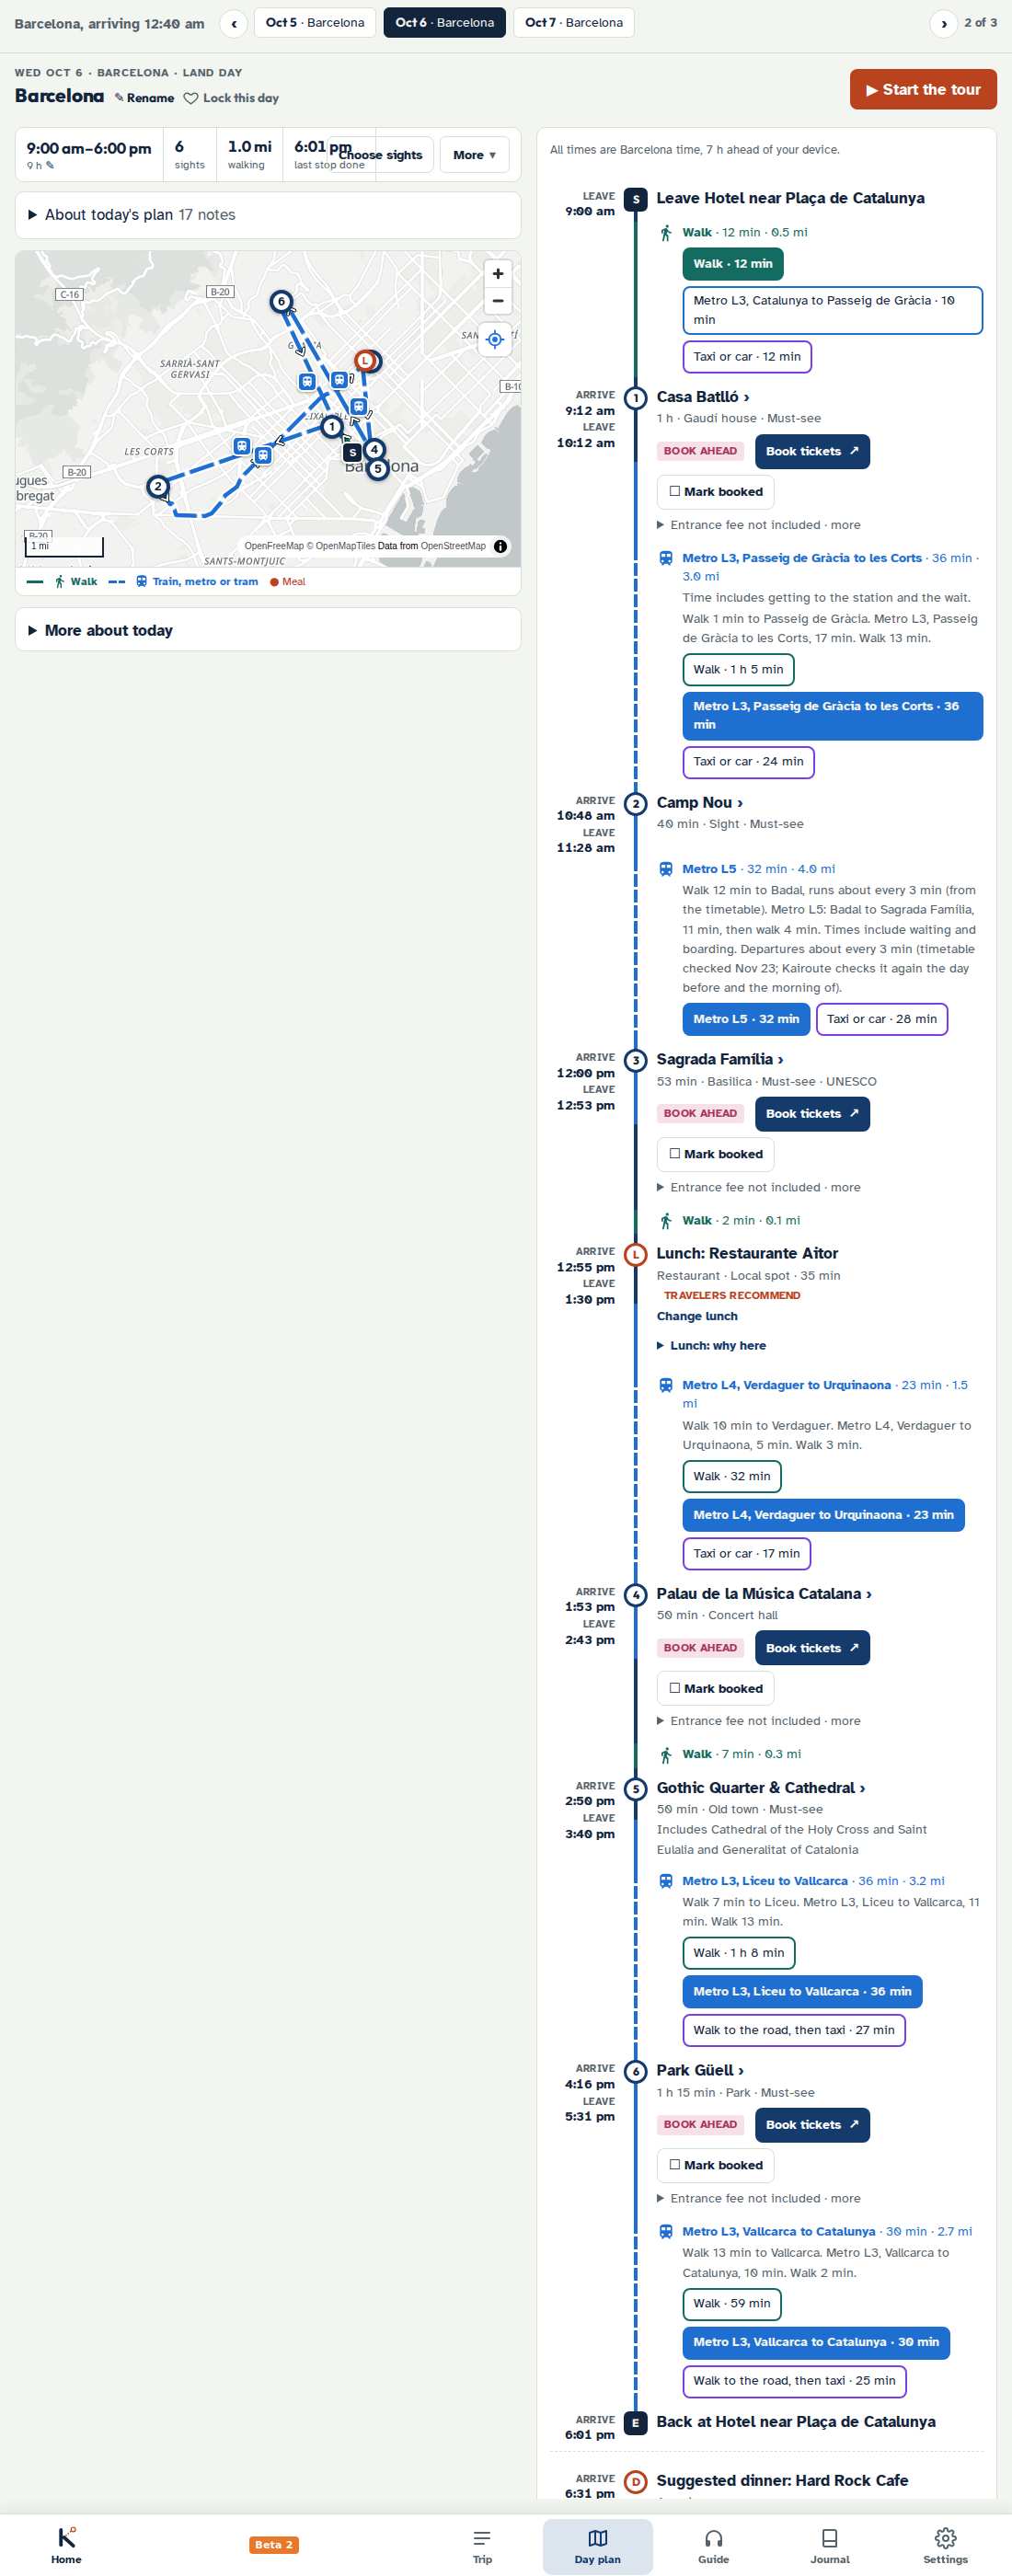 Barcelona, arriving 12:40 am
‹
Oct 5 · Barcelona
Oct 6 · Barcelona
Oct 7 · Barcelona
›
2 of 3
WED OCT 6 · BARCELONA · LAND DAY
Barcelona ✎ Rename ♡ Lock this day
▶ Start the tour
9:00 am–6:00 pm
9 h ✎
6
sights
1.0 mi
walking
6:01 pm
last stop done
Choose sights
More ▾
▶ About today's plan 17 notes
C-16
B-20
SARRIÀ-SANT
GERVASI
LES CORTS
B-20
B-20
SANTS-MONTJUÏC
6
L
1
2
S
4
5
+
−
1 mi
OpenFreeMap © OpenMapTiles Data from OpenStreetMap
Walk
Train, metro or tram
Meal
▶ More about today
All times are Barcelona time, 7 h ahead of your device.
LEAVE
9:00 am
S
Leave Hotel near Plaça de Catalunya
Walk · 12 min · 0.5 mi
Walk · 12 min
Metro L3, Catalunya to Passeig de Gràcia · 10
min
Taxi or car · 12 min
ARRIVE
9:12 am
LEAVE
10:12 am
1
Casa Batlló ›
1 h · Gaudí house · Must-see
BOOK AHEAD
Book tickets ↗
☐ Mark booked
▶ Entrance fee not included · more
Metro L3, Passeig de Gràcia to les Corts · 36 min ·
3.0 mi
Time includes getting to the station and the wait.
Walk 1 min to Passeig de Gràcia. Metro L3, Passeig
de Gràcia to les Corts, 17 min. Walk 13 min.
Walk · 1 h 5 min
Metro L3, Passeig de Gràcia to les Corts · 36
min
Taxi or car · 24 min
ARRIVE
10:48 am
LEAVE
11:28 am
2
Camp Nou ›
40 min · Sight · Must-see
Metro L5 · 32 min · 4.0 mi
Walk 12 min to Badal, runs about every 3 min (from
the timetable). Metro L5: Badal to Sagrada Família,
11 min, then walk 4 min. Times include waiting and
boarding. Departures about every 3 min (timetable
checked Nov 23; Kairoute checks it again the day
before and the morning of).
Metro L5 · 32 min
Taxi or car · 28 min
ARRIVE
12:00 pm
LEAVE
12:53 pm
3
Sagrada Família ›
53 min · Basilica · Must-see · UNESCO
BOOK AHEAD
Book tickets ↗
☐ Mark booked
▶ Entrance fee not included · more
Walk · 2 min · 0.1 mi
ARRIVE
12:55 pm
LEAVE
1:30 pm
L
Lunch: Restaurante Aitor
Restaurant · Local spot · 35 min
TRAVELERS RECOMMEND
Change lunch
▶ Lunch: why here
Metro L4, Verdaguer to Urquinaona · 23 min · 1.5
mi
Walk 10 min to Verdaguer. Metro L4, Verdaguer to
Urquinaona, 5 min. Walk 3 min.
Walk · 32 min
Metro L4, Verdaguer to Urquinaona · 23 min
Taxi or car · 17 min
ARRIVE
1:53 pm
LEAVE
2:43 pm
4
Palau de la Música Catalana ›
50 min · Concert hall
BOOK AHEAD
Book tickets ↗
☐ Mark booked
▶ Entrance fee not included · more
Walk · 7 min · 0.3 mi
ARRIVE
2:50 pm
LEAVE
3:40 pm
5
Gothic Quarter & Cathedral ›
50 min · Old town · Must-see
Includes Cathedral of the Holy Cross and Saint
Eulalia and Generalitat of Catalonia
Metro L3, Liceu to Vallcarca · 36 min · 3.2 mi
Walk 7 min to Liceu. Metro L3, Liceu to Vallcarca, 11
min. Walk 13 min.
Walk · 1 h 8 min
Metro L3, Liceu to Vallcarca · 36 min
Walk to the road, then taxi · 27 min
ARRIVE
4:16 pm
LEAVE
5:31 pm
6
Park Güell ›
1 h 15 min · Park · Must-see
BOOK AHEAD
Book tickets ↗
☐ Mark booked
▶ Entrance fee not included · more
Metro L3, Vallcarca to Catalunya · 30 min · 2.7 mi
Walk 13 min to Vallcarca. Metro L3, Vallcarca to
Catalunya, 10 min. Walk 2 min.
Walk · 59 min
Metro L3, Vallcarca to Catalunya · 30 min
Walk to the road, then taxi · 25 min
ARRIVE
6:01 pm
E
Back at Hotel near Plaça de Catalunya
ARRIVE
6:31 pm
D
Suggested dinner: Hard Rock Cafe
Home
Beta 2
Trip
Day plan
Guide
Journal
Settings